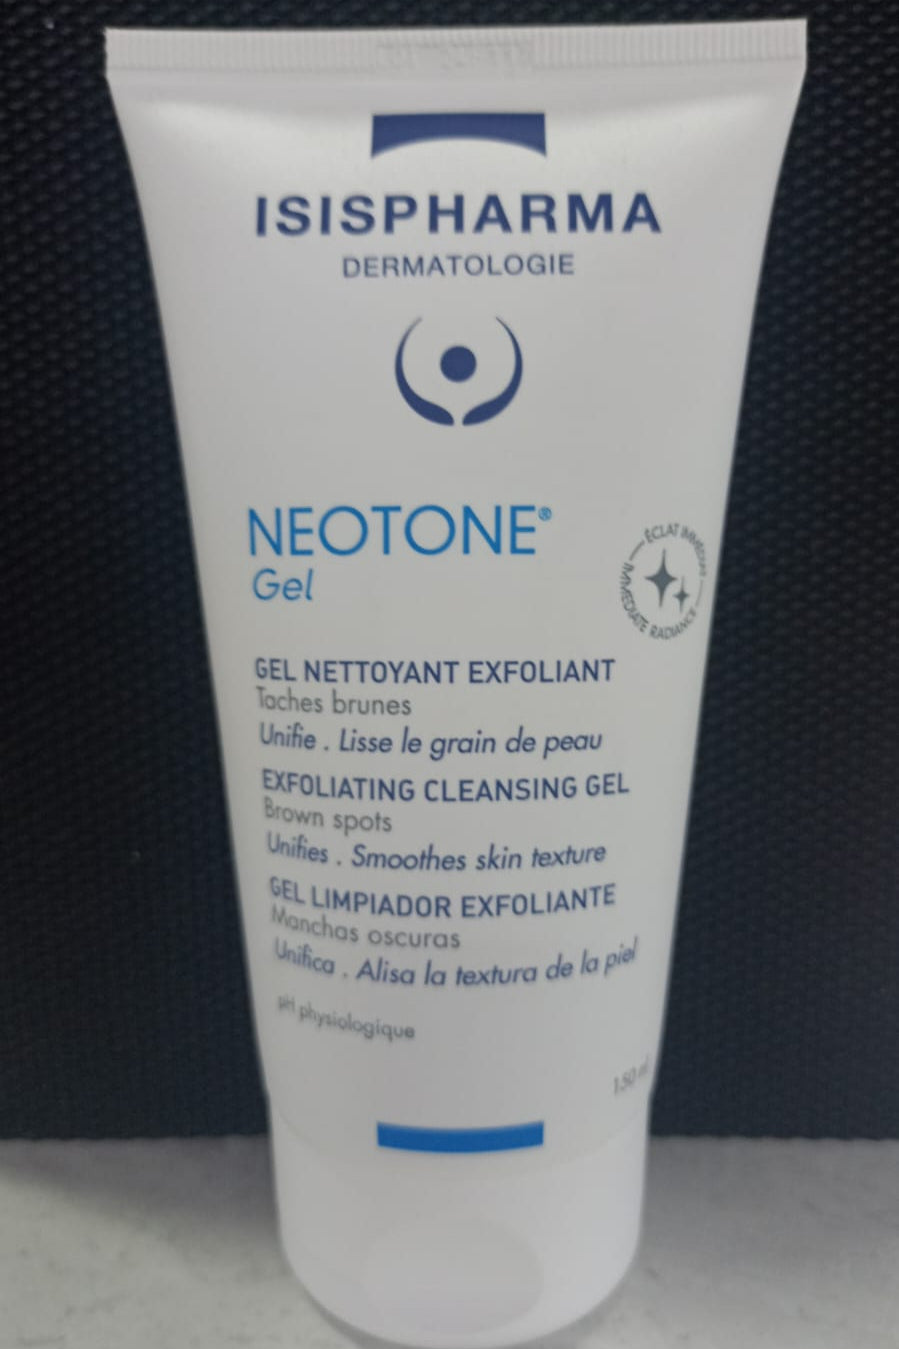 ISISPHARMA
DERMATOLOGIE
NEOTONE®
Gel
ÉCLAT IMMÉDIAT
IMMEDIATE RADIANCE
GEL NETTOYANT EXFOLIANT
Taches brunes
Unifie . Lisse le grain de peau
EXFOLIATING CLEANSING GEL
Brown spots
Unifies . Smoothes skin texture
GEL LIMPIADOR EXFOLIANTE
Manchas oscuras
Unifica . Alisa la textura de la piel
pH physiologique
150 ml